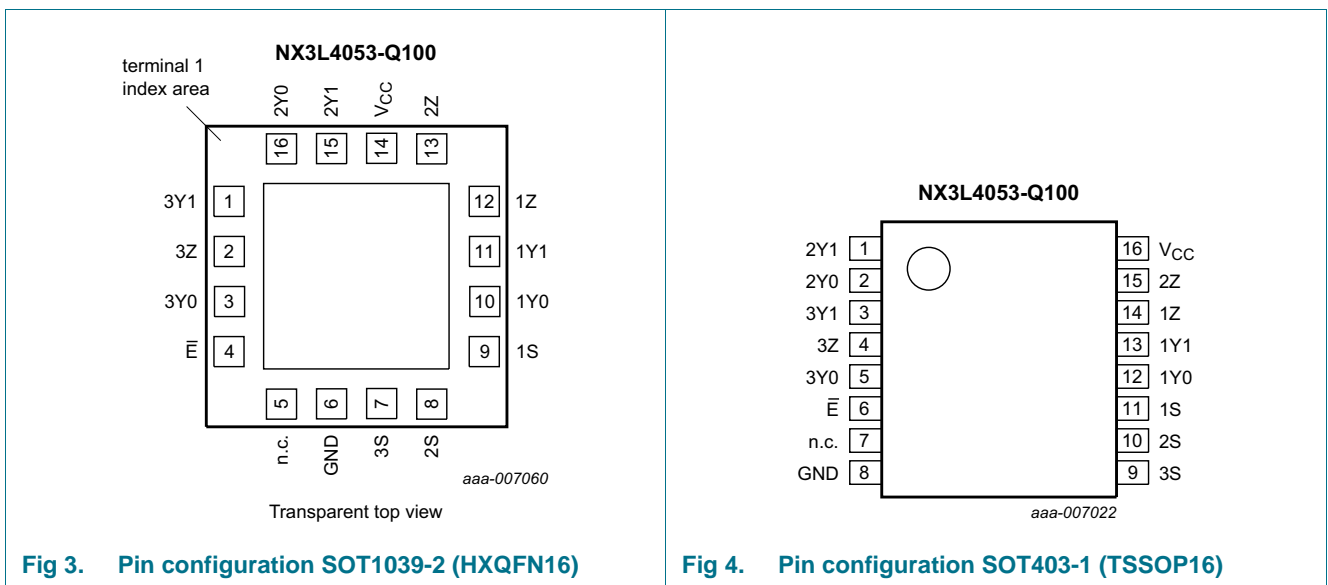 NX3L4053-Q100
terminal 1
index area
2Y0
2Y1
VCC
2Z
16
15
14
13
3Y1 1
12 1Z
3Z 2
11 1Y1
3Y0 3
10 1Y0
E̅ 4
9 1S
5
6
7
8
n.c.
GND
3S
2S
aaa-007060
Transparent top view
Fig 3. Pin configuration SOT1039-2 (HXQFN16)
NX3L4053-Q100
2Y1 1
16 VCC
2Y0 2
15 2Z
3Y1 3
14 1Z
3Z 4
13 1Y1
3Y0 5
12 1Y0
E̅ 6
11 1S
n.c. 7
10 2S
GND 8
9 3S
aaa-007022
Fig 4. Pin configuration SOT403-1 (TSSOP16)